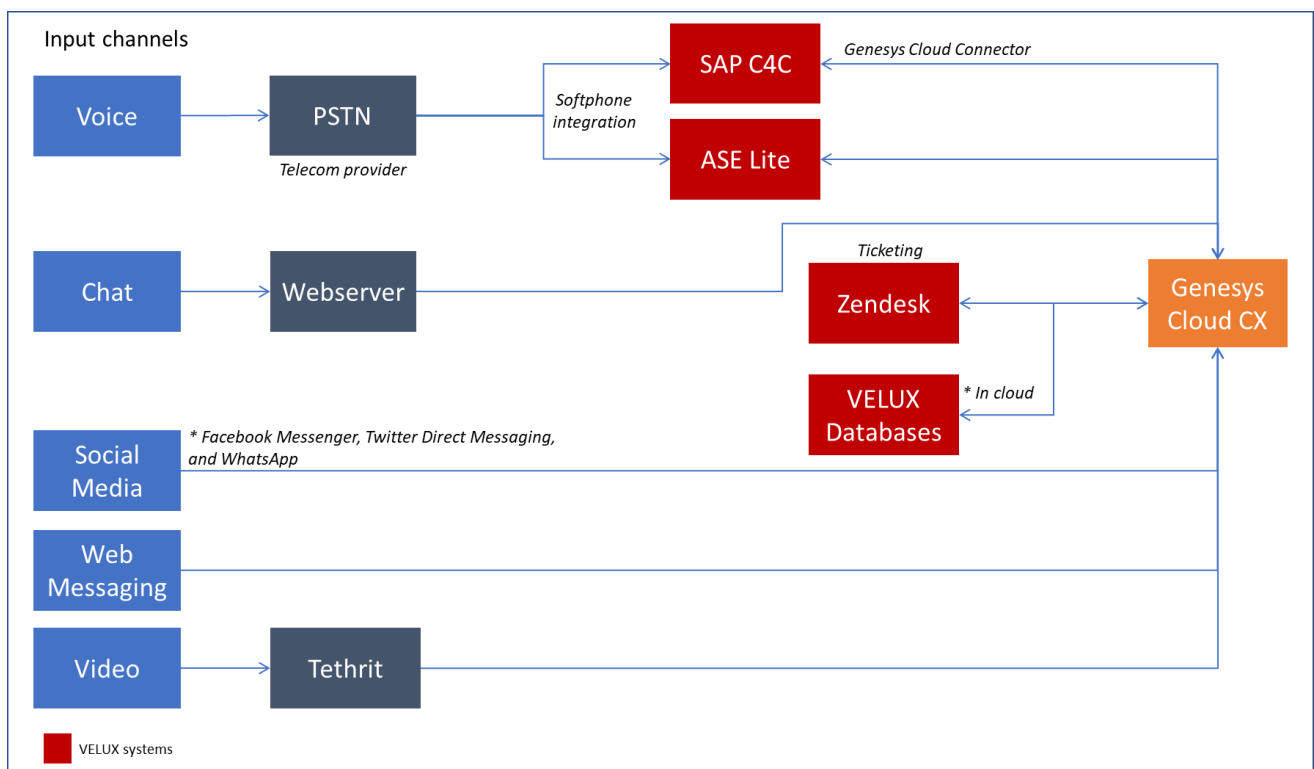 Input channels
Voice
PSTN
Telecom provider
Softphone
integration
SAP C4C
Genesys Cloud Connector
ASE Lite
Chat
Webserver
Ticketing
Zendesk
Genesys
Cloud CX
VELUX
Databases
* In cloud
Social
Media
* Facebook Messenger, Twitter Direct Messaging,
and WhatsApp
Web
Messaging
Video
Tethrit
VELUX systems